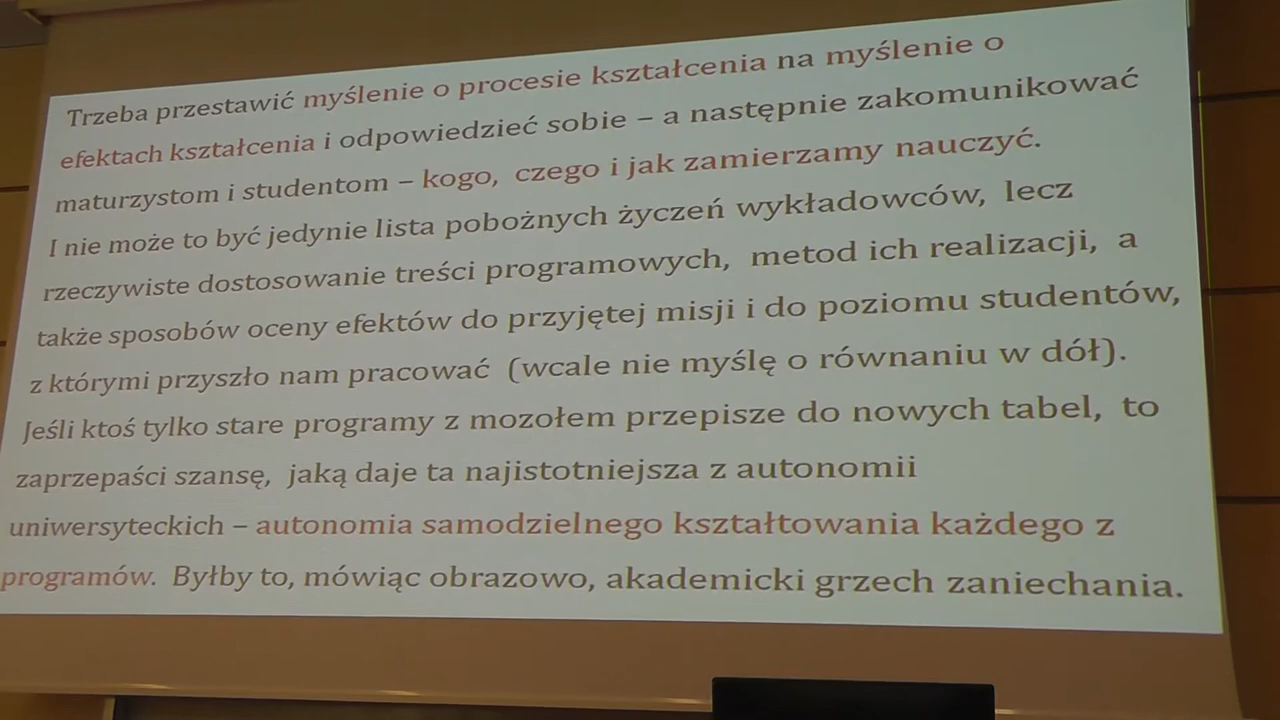 Trzeba przestawić myślenie o procesie kształcenia na myślenie o
efektach kształcenia i odpowiedzieć sobie – a następnie zakomunikować
maturzystom i studentom – kogo, czego i jak zamierzamy nauczyć.
I nie może to być jedynie lista pobożnych życzeń wykładowców, lecz
rzeczywiste dostosowanie treści programowych, metod ich realizacji, a
także sposobów oceny efektów do przyjętej misji i do poziomu studentów,
z którymi przyszło nam pracować (wcale nie myślę o równaniu w dół).
Jeśli ktoś tylko stare programy z mozołem przepisze do nowych tabel, to
zaprzepaści szansę, jaką daje ta najistotniejsza z autonomii
uniwersyteckich – autonomia samodzielnego kształtowania każdego z
programów. Byłby to, mówiąc obrazowo, akademicki grzech zaniechania.